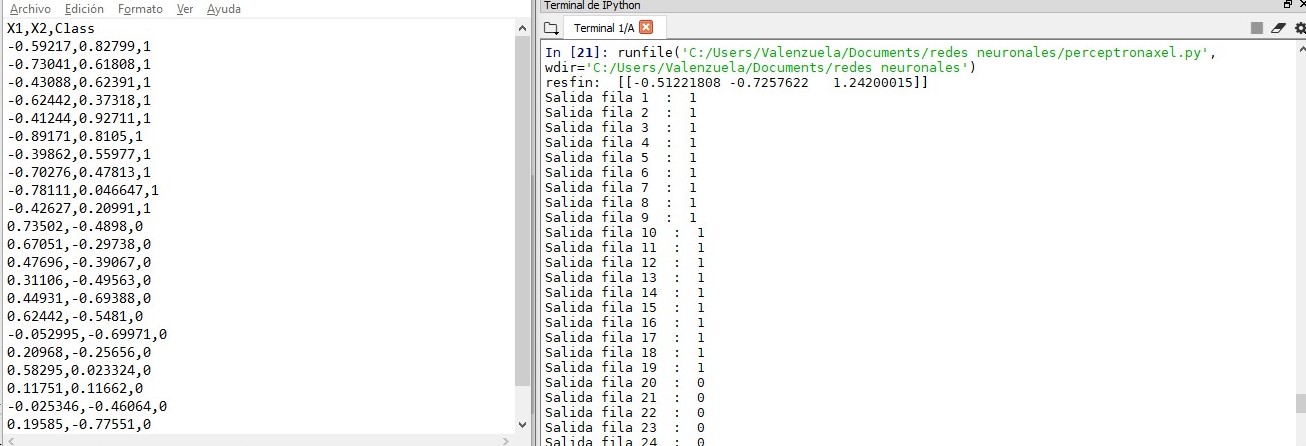 Archivo Edición Formato Ver Ayuda
X1,X2,Class
-0.59217,0.82799,1
-0.73041,0.61808,1
-0.43088,0.62391,1
-0.62442,0.37318,1
-0.41244,0.92711,1
-0.89171,0.8105,1
-0.39862,0.55977,1
-0.70276,0.47813,1
-0.78111,0.046647,1
-0.42627,0.20991,1
0.73502,-0.4898,0
0.67051,-0.29738,0
0.47696,-0.39067,0
0.31106,-0.49563,0
0.44931,-0.69388,0
0.62442,-0.5481,0
-0.052995,-0.69971,0
0.20968,-0.25656,0
0.58295,0.023324,0
0.11751,0.11662,0
-0.025346,-0.46064,0
0.19585,-0.77551,0
Terminal de IPython
Terminal 1/A
In [21]: runfile('C:/Users/Valenzuela/Documents/redes neuronales/perceptronaxel.py',
wdir='C:/Users/Valenzuela/Documents/redes neuronales')
resfin:  [[-0.51221808 -0.7257622   1.24200015]]
Salida fila 1  :  1
Salida fila 2  :  1
Salida fila 3  :  1
Salida fila 4  :  1
Salida fila 5  :  1
Salida fila 6  :  1
Salida fila 7  :  1
Salida fila 8  :  1
Salida fila 9  :  1
Salida fila 10  :  1
Salida fila 11  :  1
Salida fila 12  :  1
Salida fila 13  :  1
Salida fila 14  :  1
Salida fila 15  :  1
Salida fila 16  :  1
Salida fila 17  :  1
Salida fila 18  :  1
Salida fila 19  :  1
Salida fila 20  :  0
Salida fila 21  :  0
Salida fila 22  :  0
Salida fila 23  :  0
Salida fila 24  :  0